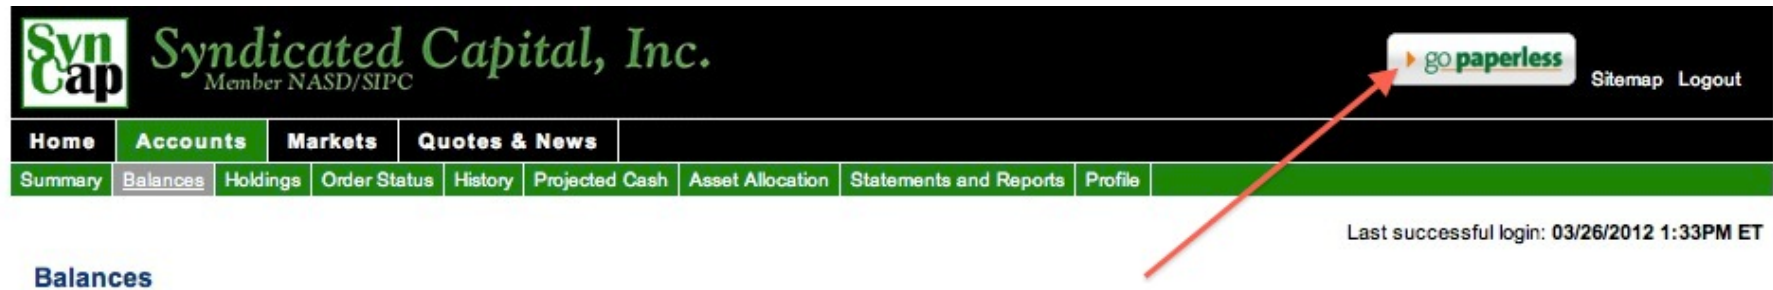 Syn
Cap
Syndicated Capital, Inc.
Member NASD/SIPC
go paperless
Sitemap Logout
Home Accounts Markets Quotes & News
Summary Balances Holdings Order Status History Projected Cash Asset Allocation Statements and Reports Profile
Last successful login: 03/26/2012 1:33PM ET
Balances